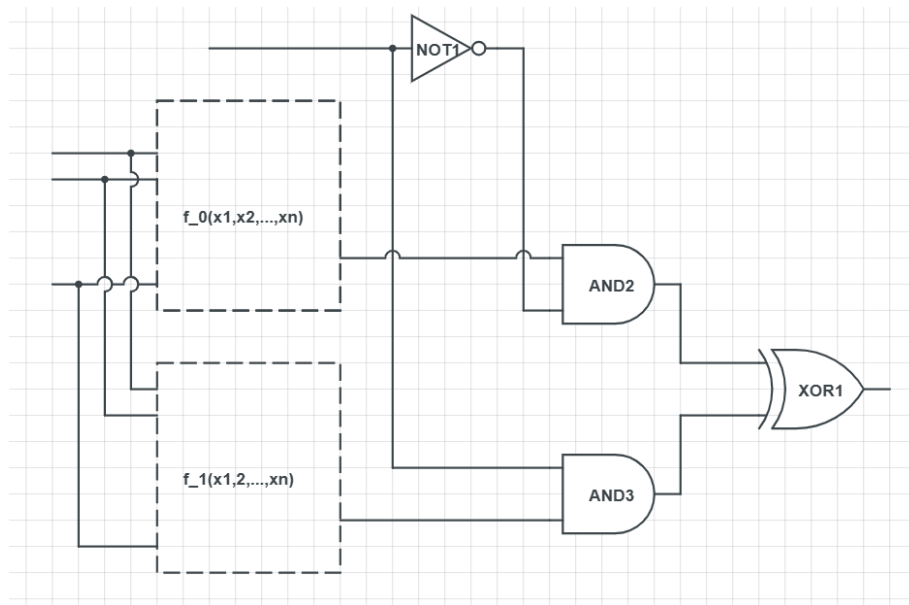 NOT1
f_0(x1,x2,...,xn)
AND2
XOR1
f_1(x1,2,...,xn)
AND3